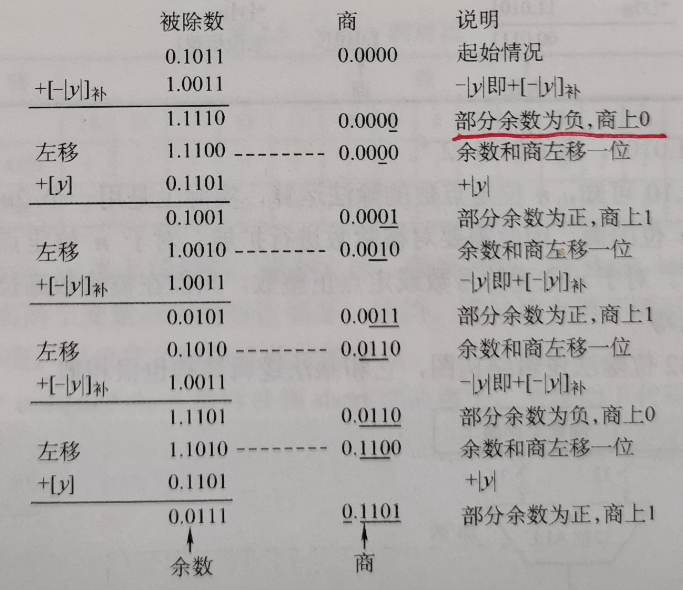 被除数 商 说明
0.1011 0.0000 起始情况
+[-|y|]补 1.0011 -|y|即+[-|y|]补
1.1110 0.0000 部分余数为负,商上0
左移 1.1100 ---------- 0.0000 余数和商左移一位
+[y] 0.1101 +|y|
0.1001 0.0001 部分余数为正,商上1
左移 1.0010 ---------- 0.0010 余数和商左移一位
+[-|y|]补 1.0011 -|y|即+[-|y|]补
0.0101 0.0011 部分余数为正,商上1
左移 0.1010 ---------- 0.0110 余数和商左移一位
+[-|y|]补 1.0011 -|y|即+[-|y|]补
1.1101 0.0110 部分余数为负,商上0
左移 1.1010 ---------- 0.1100 余数和商左移一位
+[y] 0.1101 +|y|
0.0111 0.1101 部分余数为正,商上1
余数 商